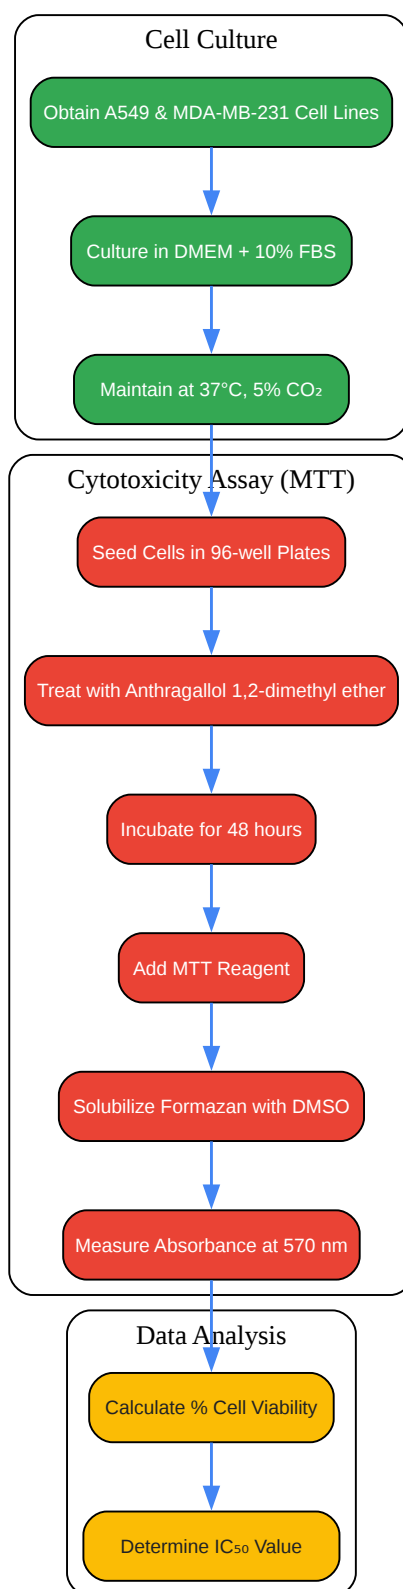 Cell Culture
Obtain A549 & MDA-MB-231 Cell Lines
Culture in DMEM + 10% FBS
Maintain at 37°C, 5% CO₂
Cytotoxicity Assay (MTT)
Seed Cells in 96-well Plates
Treat with Anthragallol 1,2-dimethyl ether
Incubate for 48 hours
Add MTT Reagent
Solubilize Formazan with DMSO
Measure Absorbance at 570 nm
Data Analysis
Calculate % Cell Viability
Determine IC₅₀ Value